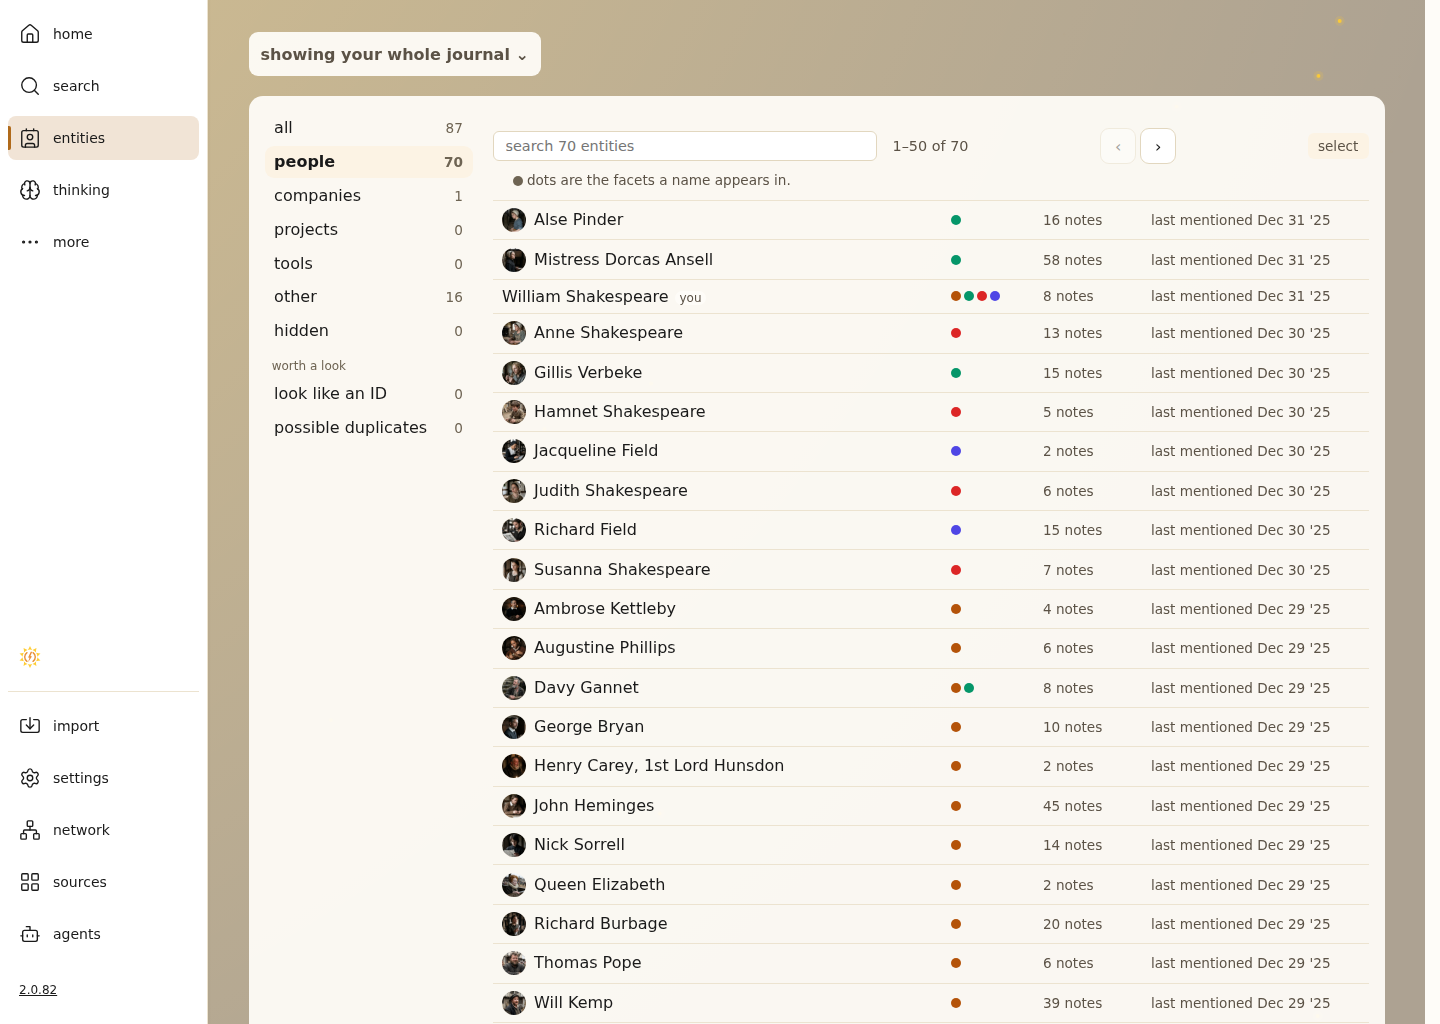 home
search
entities
thinking
more
import
settings
network
sources
agents
2.0.82
showing your whole journal ⌄
all 87
people 70
companies 1
projects 0
tools 0
other 16
hidden 0
worth a look
look like an ID 0
possible duplicates 0
search 70 entities 1–50 of 70 ‹ › select
dots are the facets a name appears in.
Alse Pinder 16 notes last mentioned Dec 31 '25
Mistress Dorcas Ansell 58 notes last mentioned Dec 31 '25
William Shakespeare you 8 notes last mentioned Dec 31 '25
Anne Shakespeare 13 notes last mentioned Dec 30 '25
Gillis Verbeke 15 notes last mentioned Dec 30 '25
Hamnet Shakespeare 5 notes last mentioned Dec 30 '25
Jacqueline Field 2 notes last mentioned Dec 30 '25
Judith Shakespeare 6 notes last mentioned Dec 30 '25
Richard Field 15 notes last mentioned Dec 30 '25
Susanna Shakespeare 7 notes last mentioned Dec 30 '25
Ambrose Kettleby 4 notes last mentioned Dec 29 '25
Augustine Phillips 6 notes last mentioned Dec 29 '25
Davy Gannet 8 notes last mentioned Dec 29 '25
George Bryan 10 notes last mentioned Dec 29 '25
Henry Carey, 1st Lord Hunsdon 2 notes last mentioned Dec 29 '25
John Heminges 45 notes last mentioned Dec 29 '25
Nick Sorrell 14 notes last mentioned Dec 29 '25
Queen Elizabeth 2 notes last mentioned Dec 29 '25
Richard Burbage 20 notes last mentioned Dec 29 '25
Thomas Pope 6 notes last mentioned Dec 29 '25
Will Kemp 39 notes last mentioned Dec 29 '25